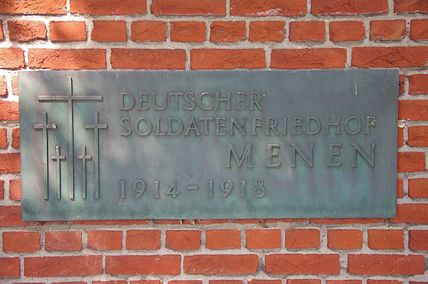 DEUTSCHER
SOLDATENFRIEDHOF
MENEN
1914 - 1918